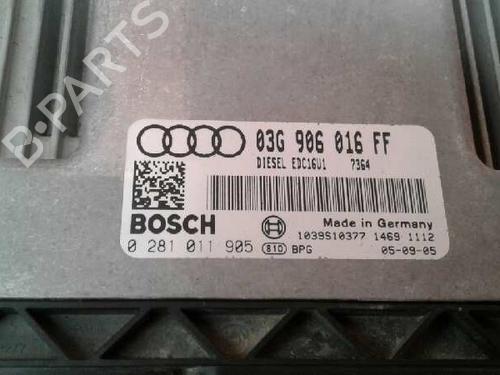 B-PARTS
03G 906 016 FF
DIESEL EDC16U1 7364
BOSCH
Made in Germany
1039S10377 1469 1112
0 281 011 905 810 BPG 05-09-05